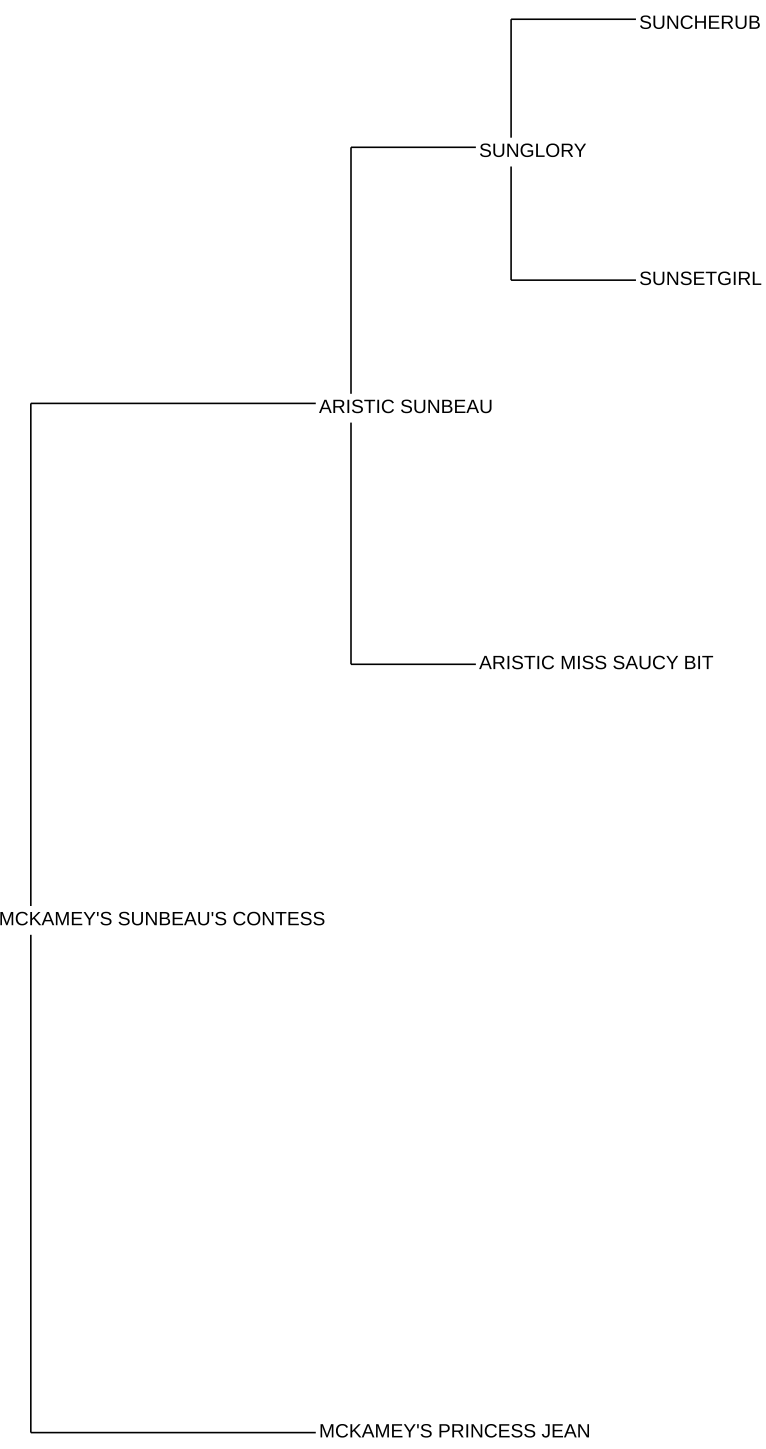 SUNCHERUB
SUNGLORY
SUNSETGIRL
ARISTIC SUNBEAU
ARISTIC MISS SAUCY BIT
MCKAMEY'S SUNBEAU'S CONTESS
MCKAMEY'S PRINCESS JEAN